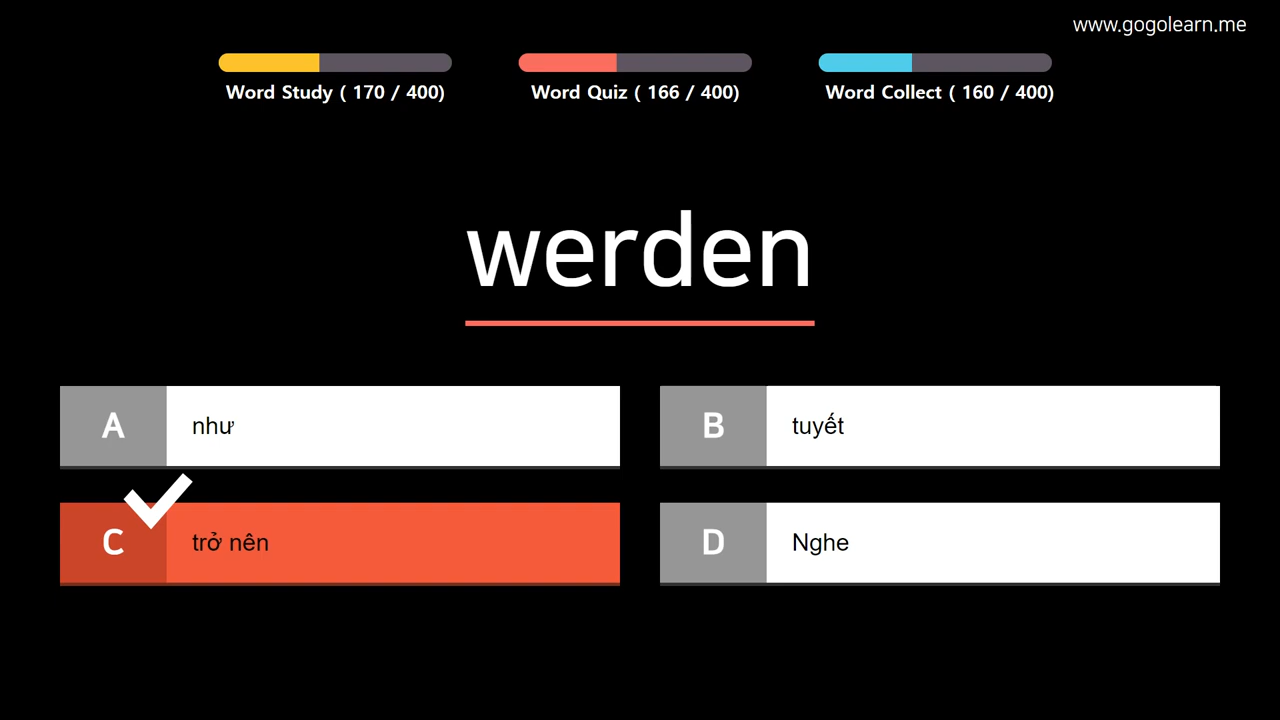 www.gogolearn.me
Word Study ( 170 / 400)
Word Quiz ( 166 / 400)
Word Collect ( 160 / 400)
werden
A như
B tuyết
C trở nên
D Nghe